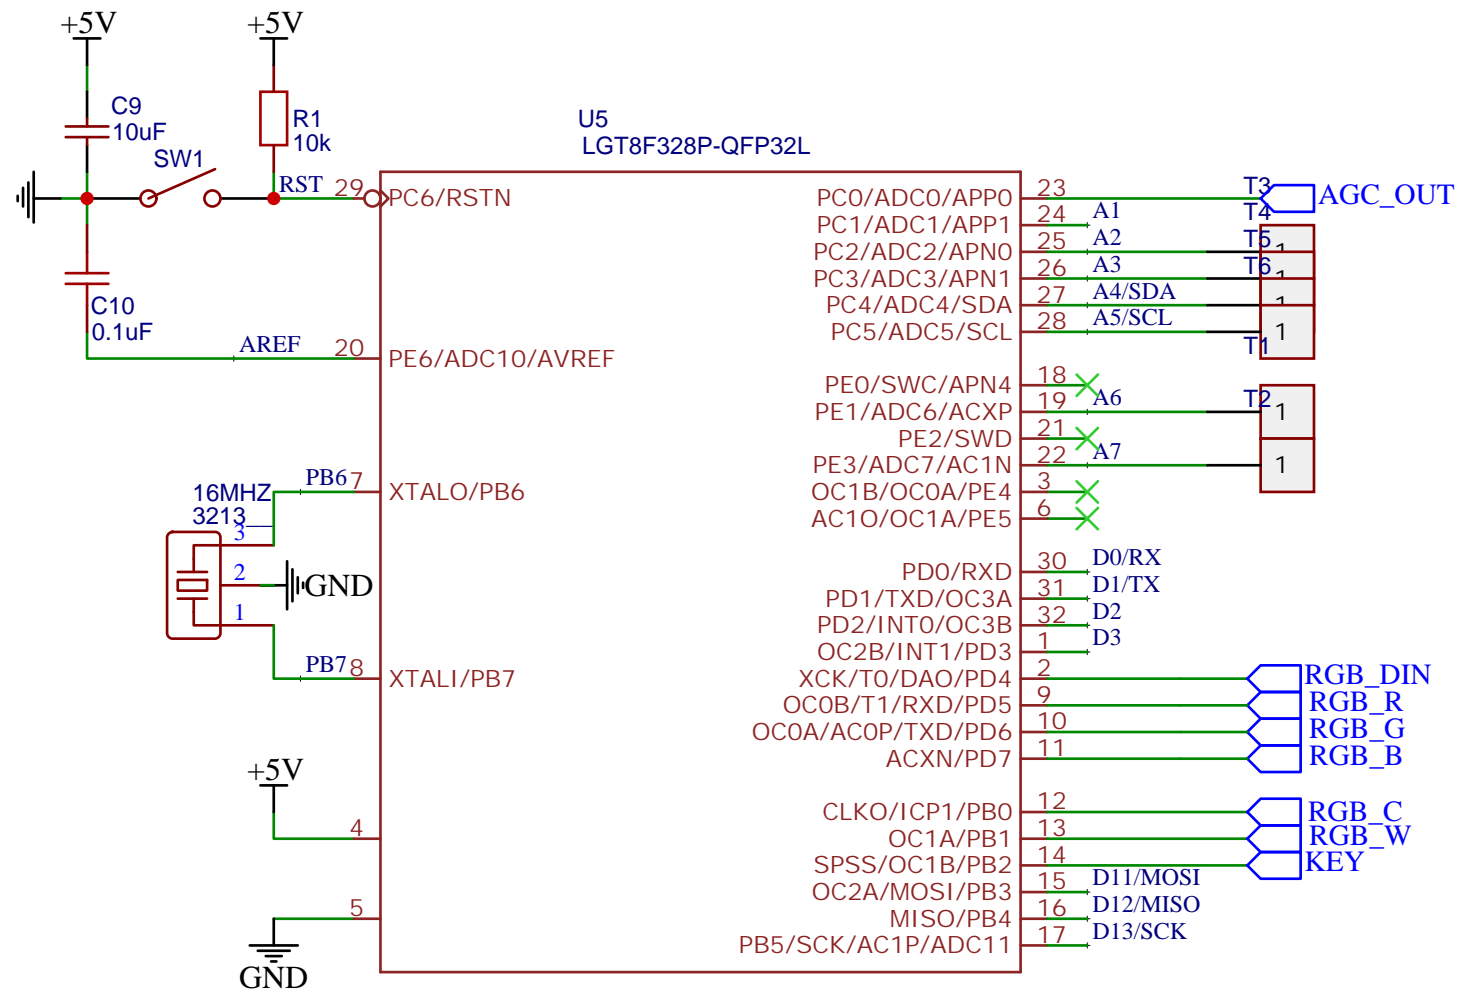 +5V
+5V
C9
10uF
R1
10k
SW1
RST
29
PC6/RSTN
C10
0.1uF
AREF
20
PE6/ADC10/AVREF
U5
LGT8F328P-QFP32L
PB6
7
XTALO/PB6
16MHZ
3213__
3
2
GND
1
PB7
8
XTALI/PB7
+5V
4
5
GND
PC0/ADC0/APP0
23
T3
AGC_OUT
PC1/ADC1/APP1
24
A1
T4
PC2/ADC2/APN0
25
A2
T5
1
PC3/ADC3/APN1
26
A3
T6
1
PC4/ADC4/SDA
27
A4/SDA
1
PC5/ADC5/SCL
28
A5/SCL
1
T1
PE0/SWC/APN4
18
PE1/ADC6/ACXP
19
A6
T2
1
PE2/SWD
21
PE3/ADC7/AC1N
22
A7
1
OC1B/OC0A/PE4
3
AC1O/OC1A/PE5
6
PD0/RXD
30
D0/RX
PD1/TXD/OC3A
31
D1/TX
PD2/INT0/OC3B
32
D2
OC2B/INT1/PD3
1
D3
XCK/T0/DAO/PD4
2
RGB_DIN
OC0B/T1/RXD/PD5
9
RGB_R
OC0A/AC0P/TXD/PD6
10
RGB_G
ACXN/PD7
11
RGB_B
CLKO/ICP1/PB0
12
RGB_C
OC1A/PB1
13
RGB_W
SPSS/OC1B/PB2
14
KEY
OC2A/MOSI/PB3
15
D11/MOSI
MISO/PB4
16
D12/MISO
PB5/SCK/AC1P/ADC11
17
D13/SCK